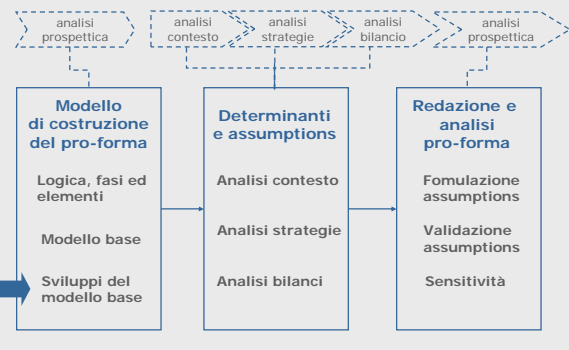 analisi
prospettica
analisi
contesto
analisi
strategie
analisi
bilancio
analisi
prospettica
Modello
di costruzione
del pro-forma
Logica, fasi ed
elementi
Modello base
Sviluppi del
modello base
Determinanti
e assumptions
Analisi contesto
Analisi strategie
Analisi bilanci
Redazione e
analisi
pro-forma
Fomulazione
assumptions
Validazione
assumptions
Sensitività